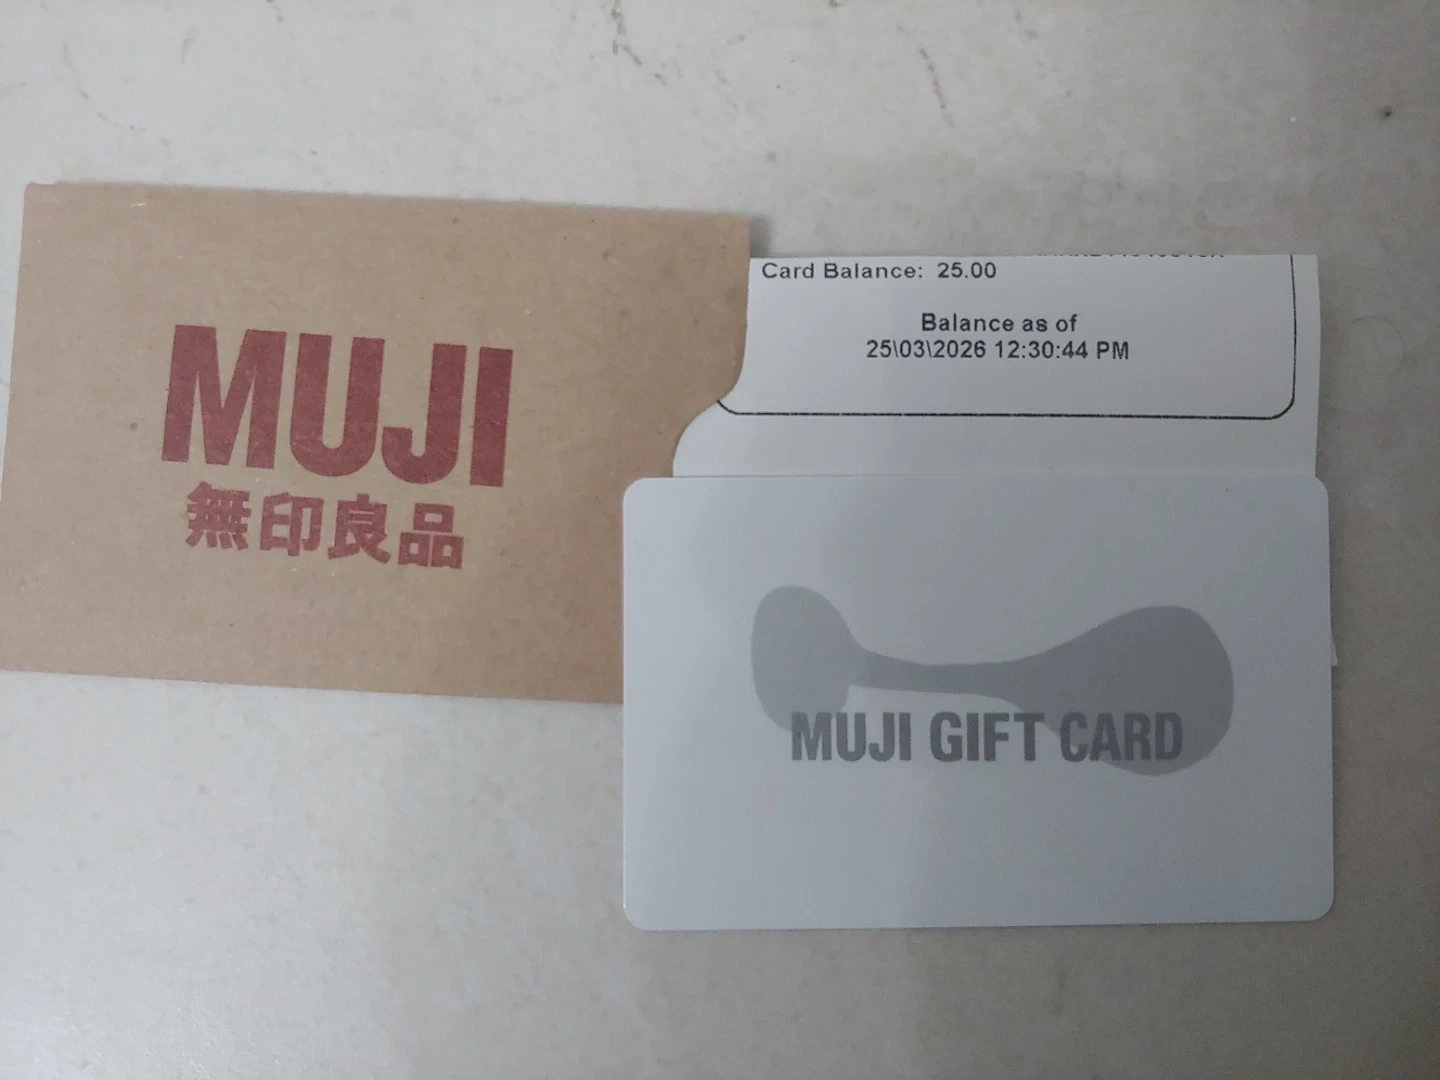 MUJI
無印良品
Card Balance: 25.00
Balance as of
25\03\2026 12:30:44 PM
MUJI GIFT CARD